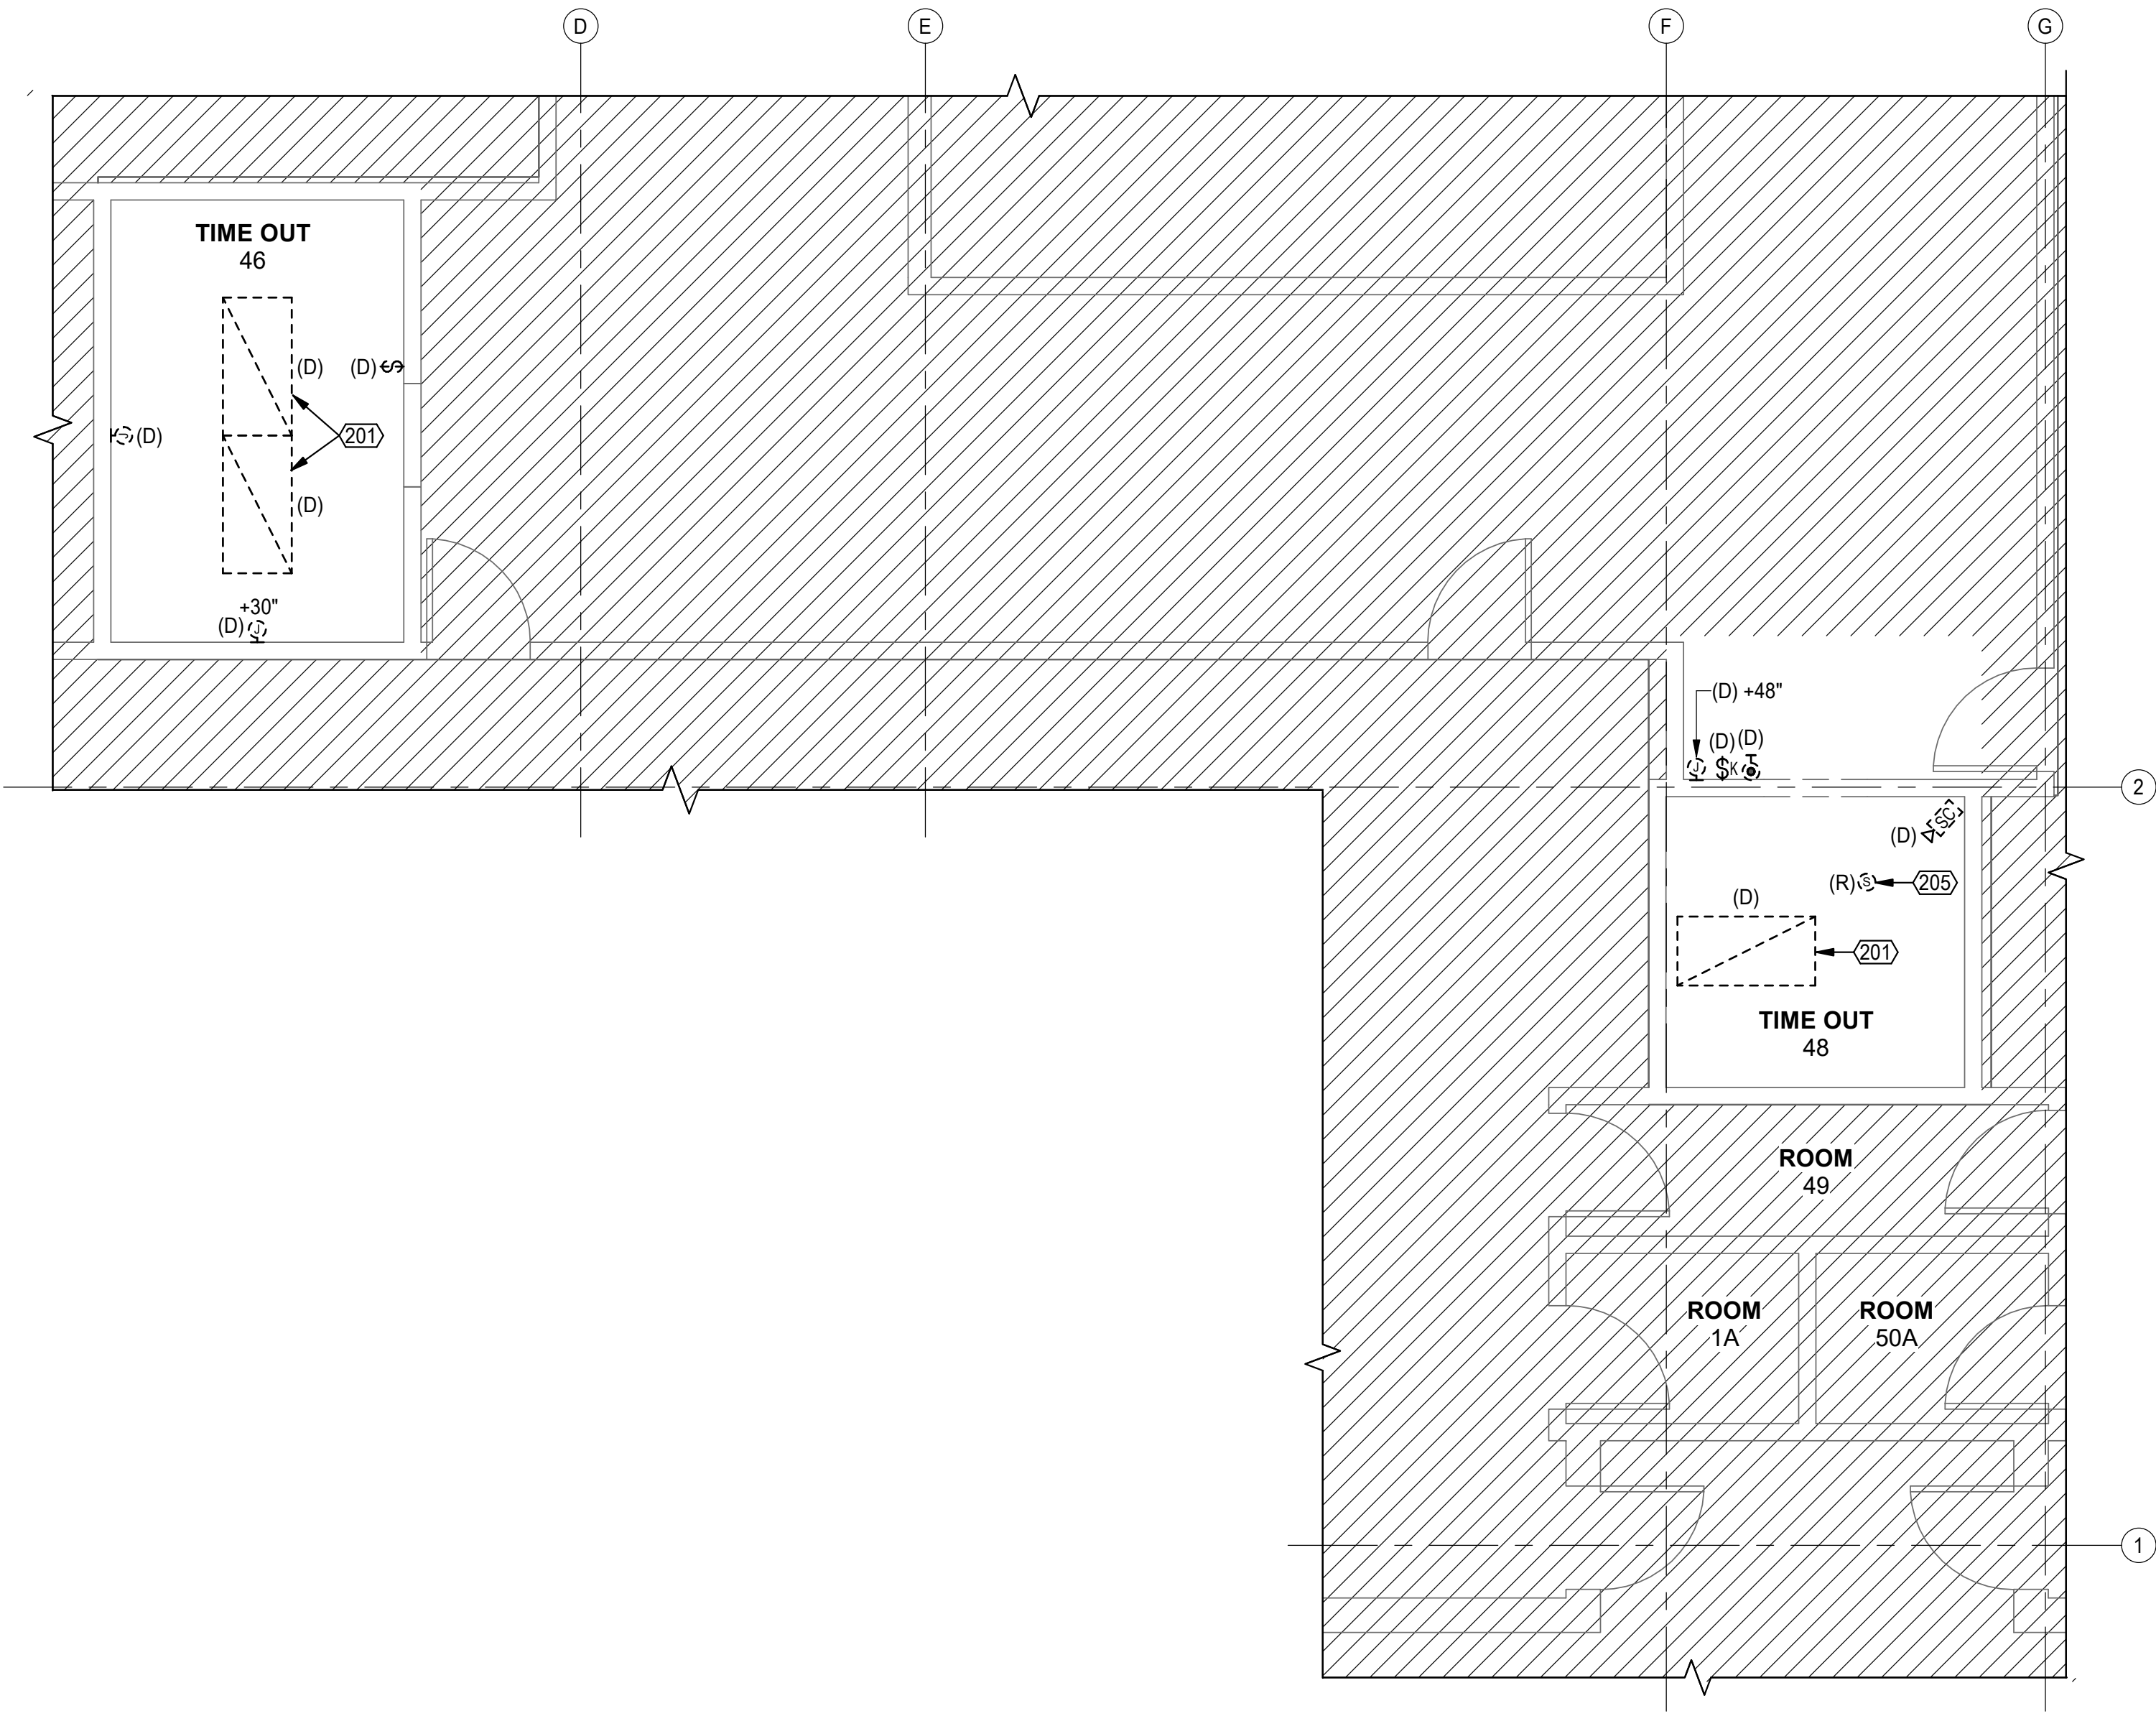 D
E
F
G
TIME OUT
46
(D)
(D) $
201
J (D)
(D)
+30"
(D) J
(D) +48"
(D) (D)
J $K
2
(D) SC
(R) S 205
(D)
201
TIME OUT
48
ROOM
49
ROOM
1A
ROOM
50A
1